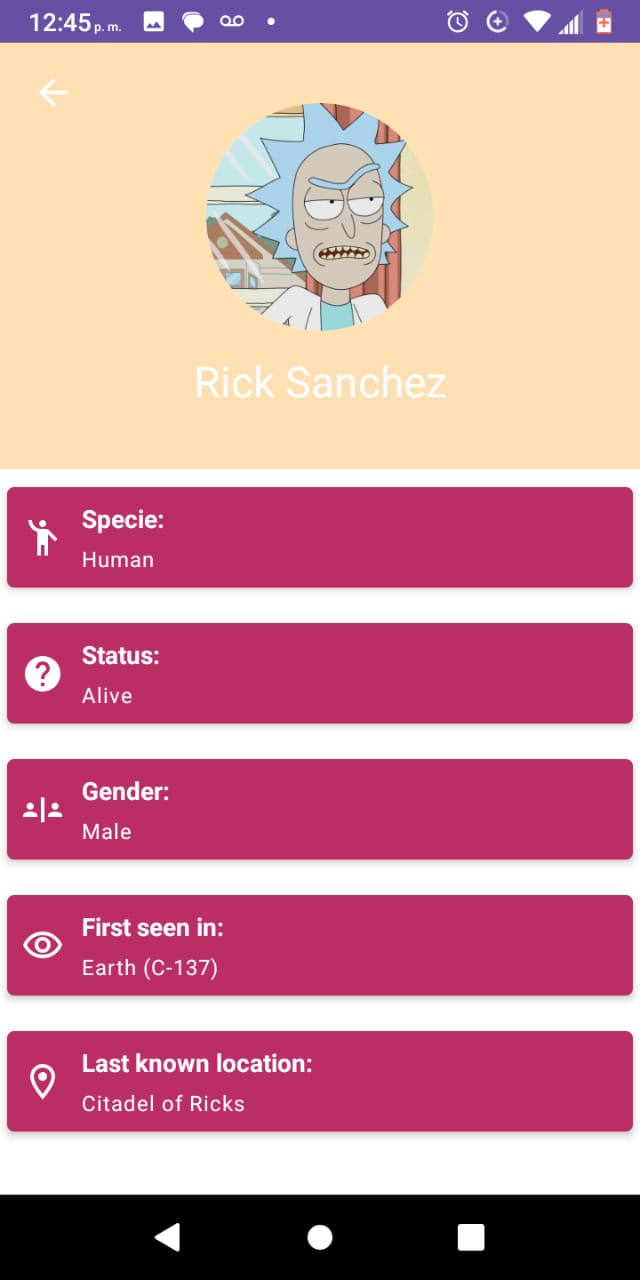 12:45 p. m.
Rick Sanchez
Specie:
Human
Status:
Alive
Gender:
Male
First seen in:
Earth (C-137)
Last known location:
Citadel of Ricks